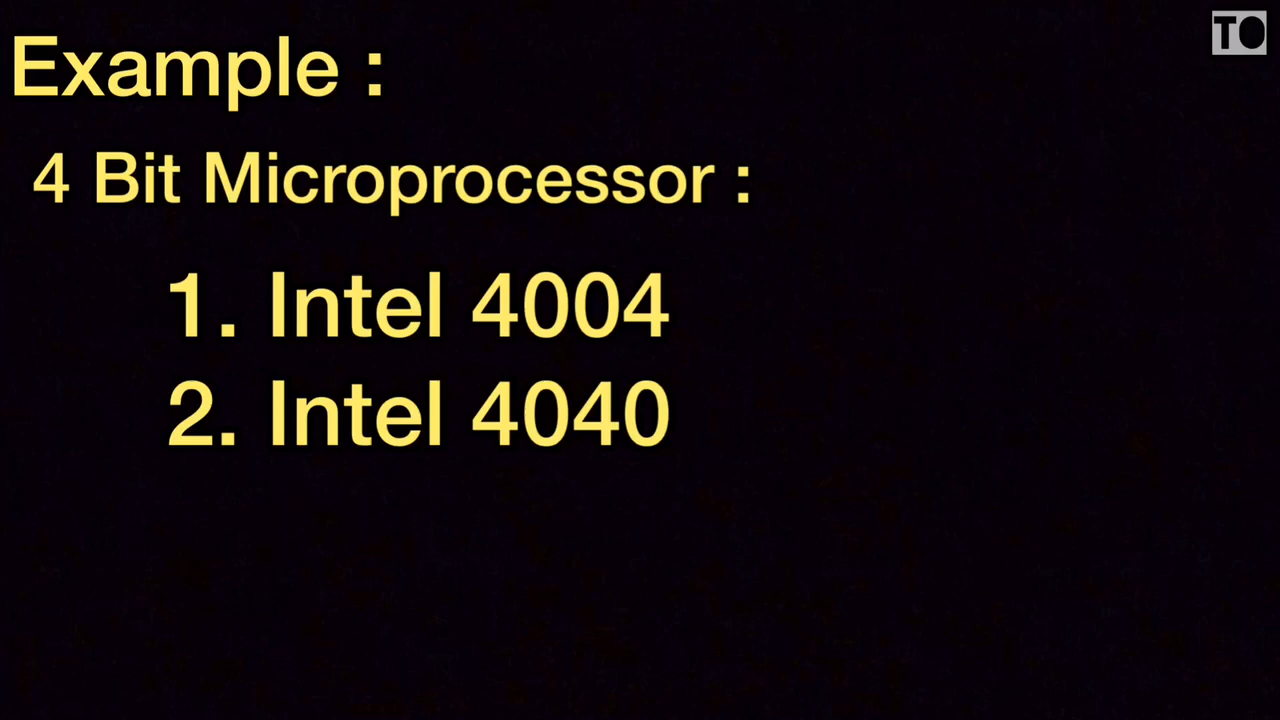 TO
Example :
4 Bit Microprocessor :
1. Intel 4004
2. Intel 4040